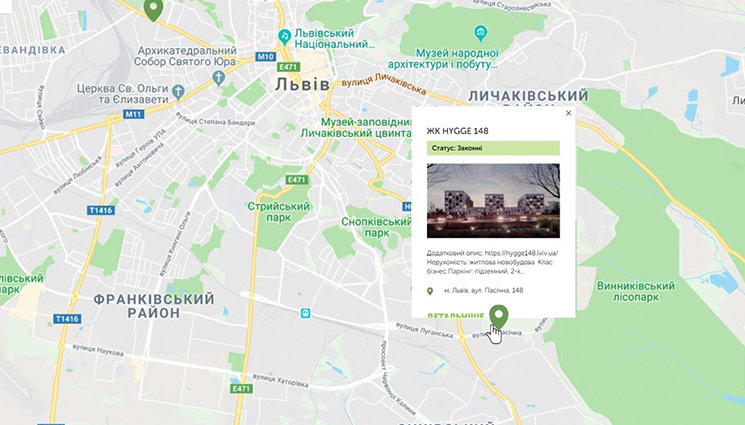 ЕВАНДІВКА
Архикатедральний
Собор Святого Юра
M10
E471
Львівський
Національний...
ЛЬВІВ
Музей народної
архітектури і побуту...
вулиця Личаківська
ЛИЧАКІВСЬКИЙ
Церква Св. Ольги
та Єлизавети
M11
вулиця Степана Бандери
вулиця Героїв УПА
вулиця Антоновича
вулиця Любінська
Музей-заповідник
Личаківський цвинтар
E471
T1416
Стрийський
парк
Снопківський
парк
вулиця Княгині Ольги
ФРАНКІВСЬКИЙ
РАЙОН
T1416
вулиця Наукова
вулиця Хуторівка
E471
вулиця Луганська
Пасічна
проспект Червоної Калини
Винниківський
лісопарк
×
ЖК HYGGE 148
Статус: Законні
Додатковий опис: https://hygge148.lviv.ua/
Нерухомість: житлова новобудова Клас:
бізнес Паркінг: підземний, 2-х...
м. Львів, вул. Пасічна, 148
ДЕТАЛЬНІШЕ